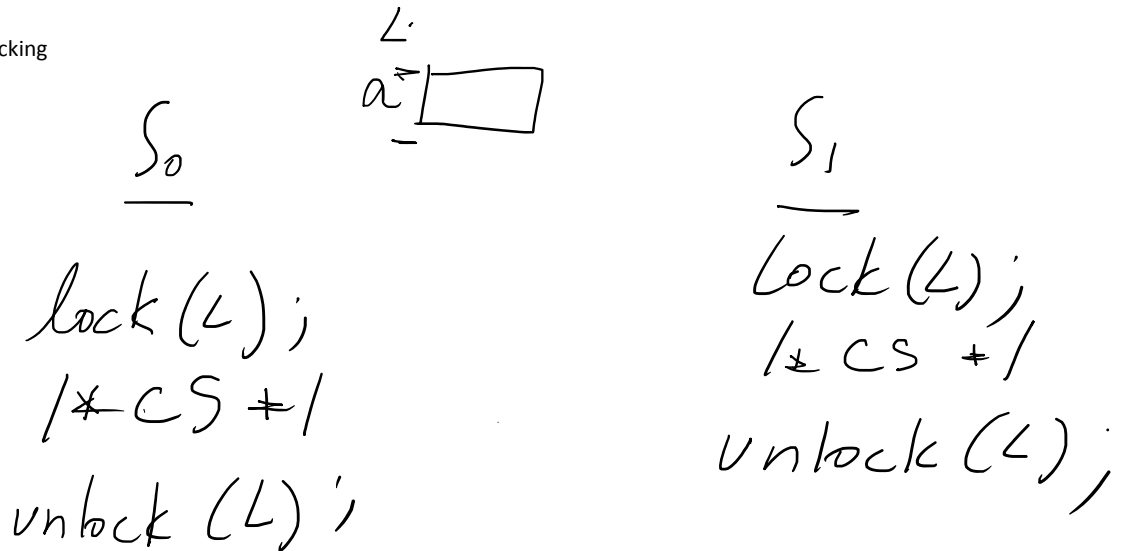 cking
L
a
S0
S1
lock(L);
/* CS */
unlock(L);
lock(L);
/* CS */
unlock(L);